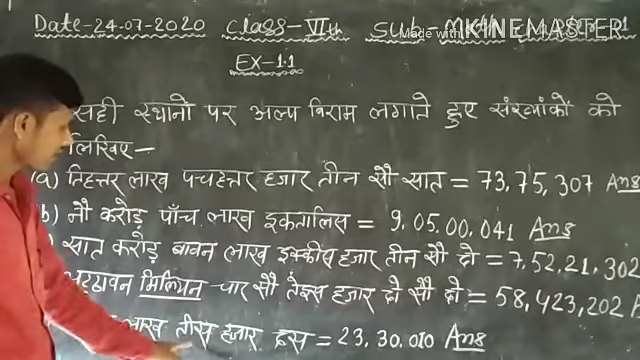 Date-24-07-2020 Class-VIth Sub-Math
Made with KINEMASTER
EX-1.1
सही स्थानो पर अल्प विराम लगाते हुए संख्यांकों को
लिखिए-
(a) तिहत्तर लाख पचहत्तर हजार तीन सौ सात = 73,75,307 Ans
b) नौ करोड़ पाँच लाख इकतालिस = 9,05,00,041 Ans
) सात करोड़ बावन लाख इक्कीस हजार तीन सौ दो = 7,52,21,302
अट्ठावन मिलियन चार सौ तेइस हजार दो सौ दो = 58,423,202
लाख तीस हजार दस = 23,30,010 Ans